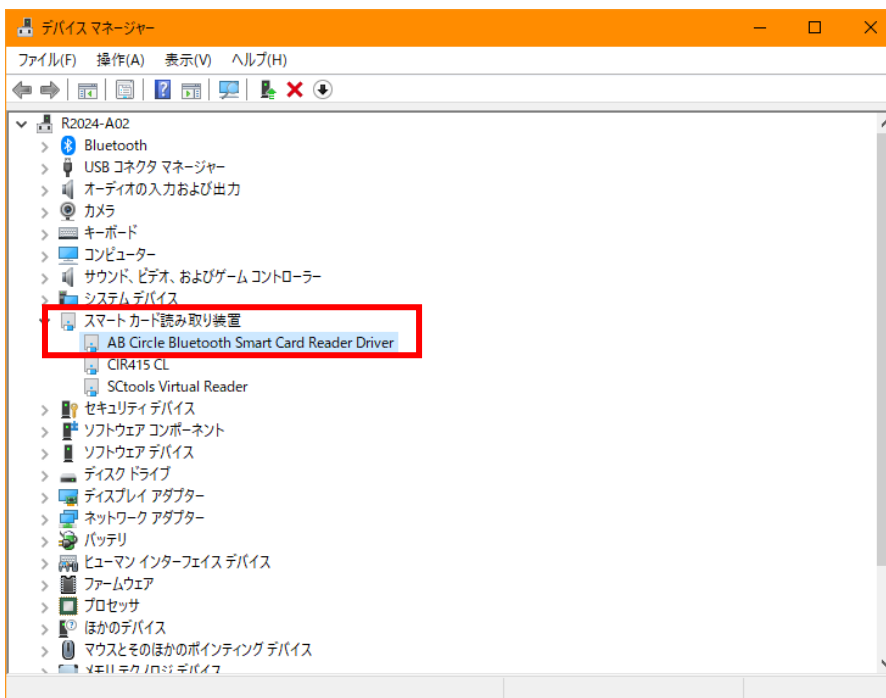 デバイス マネージャー
ファイル(F) 操作(A) 表示(V) ヘルプ(H)
R2024-A02
Bluetooth
USB コネクタ マネージャー
オーディオの入力および出力
カメラ
キーボード
コンピューター
サウンド、ビデオ、およびゲーム コントローラー
システム デバイス
スマート カード読み取り装置
AB Circle Bluetooth Smart Card Reader Driver
CIR415 CL
SCtools Virtual Reader
セキュリティ デバイス
ソフトウェア コンポーネント
ソフトウェア デバイス
ディスク ドライブ
ディスプレイ アダプター
ネットワーク アダプター
バッテリ
ヒューマン インターフェイス デバイス
ファームウェア
プロセッサ
ほかのデバイス
マウスとそのほかのポインティング デバイス
メモリ テクノロジ デバイス